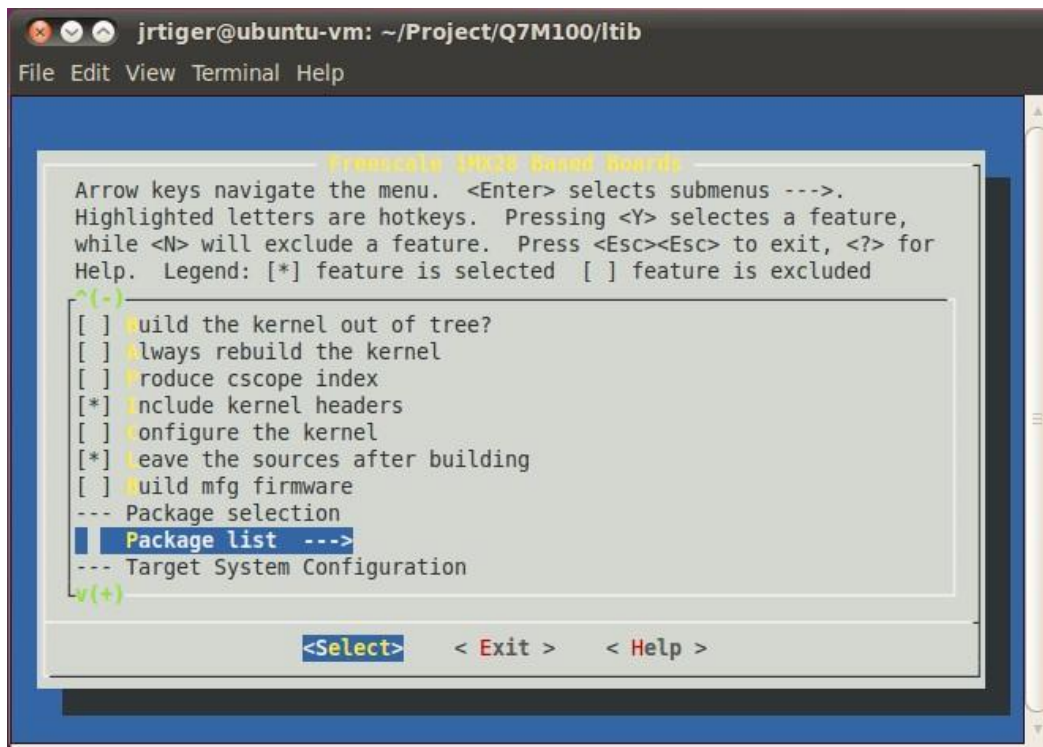 jrtiger@ubuntu-vm: ~/Project/Q7M100/ltib
File Edit View Terminal Help
Freescale iMX28 Based Boards
Arrow keys navigate the menu. <Enter> selects submenus --->.
Highlighted letters are hotkeys. Pressing <Y> selectes a feature,
while <N> will exclude a feature. Press <Esc><Esc> to exit, <?> for
Help. Legend: [*] feature is selected [ ] feature is excluded
^(-)
[ ] Build the kernel out of tree?
[ ] Always rebuild the kernel
[ ] Produce cscope index
[*] Include kernel headers
[ ] Configure the kernel
[*] Leave the sources after building
[ ] Build mfg firmware
--- Package selection
Package list --->
--- Target System Configuration
v(+)
<Select> < Exit > < Help >